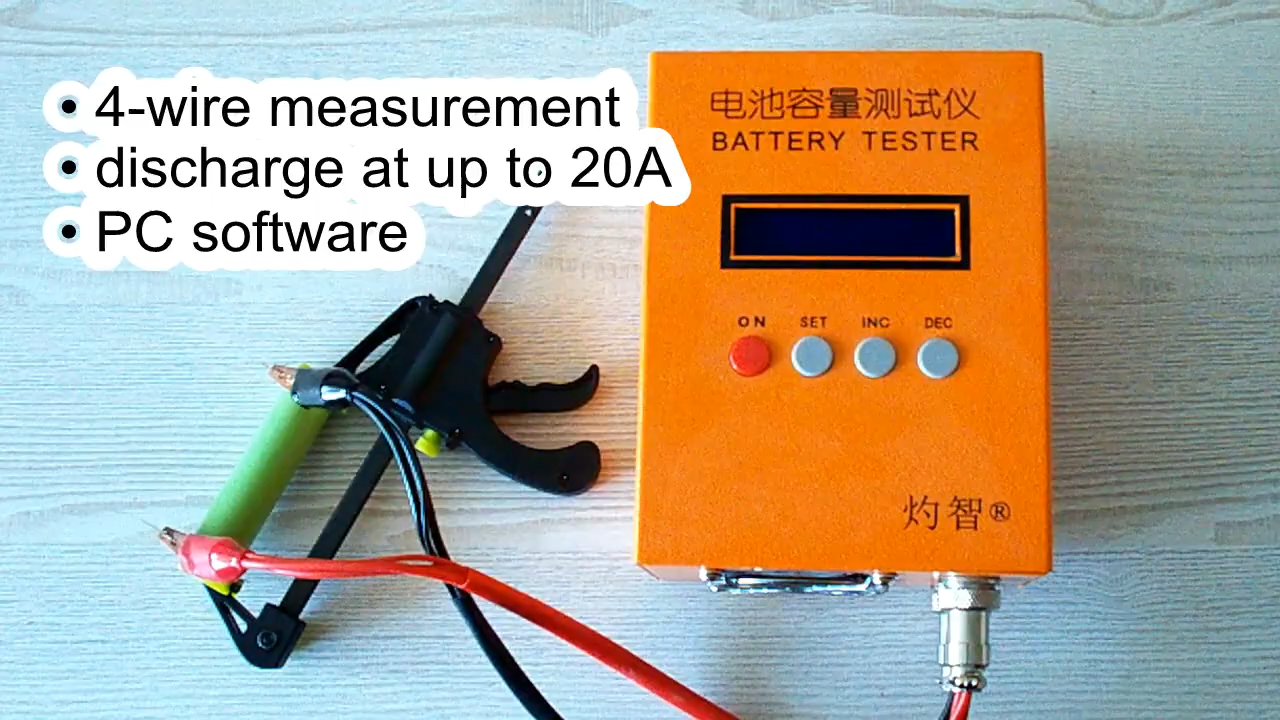 • 4-wire measurement
• discharge at up to 20A
• PC software
电池容量测试仪
BATTERY TESTER
ON SET INC DEC
灼智®